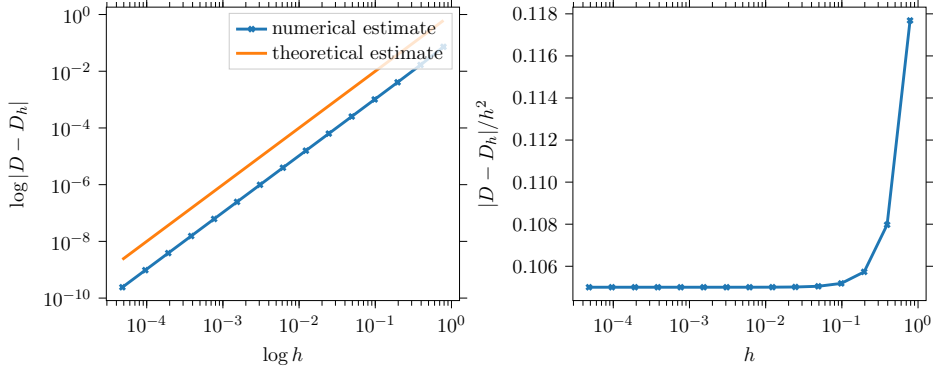 10^0
10^{-2}
10^{-4}
10^{-6}
10^{-8}
10^{-10}
log |D − D_h|
numerical estimate
theoretical estimate
10^{-4} 10^{-3} 10^{-2} 10^{-1} 10^0
log h
0.118
0.116
0.114
0.112
0.110
0.108
0.106
|D − D_h|/h^2
10^{-4} 10^{-3} 10^{-2} 10^{-1} 10^0
h